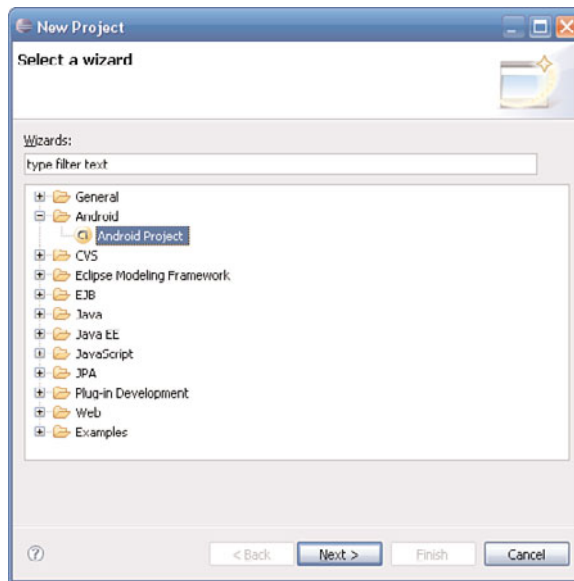 New Project
Select a wizard
Wizards:
type filter text
General
Android
Android Project
CVS
Eclipse Modeling Framework
EJB
Java
Java EE
JavaScript
JPA
Plug-in Development
Web
Examples
? < Back Next > Finish Cancel